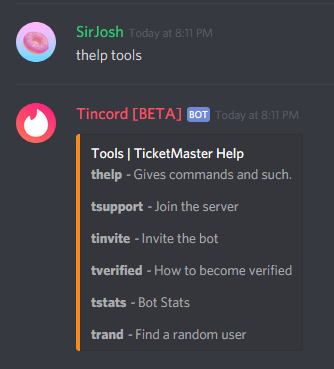 SirJosh Today at 8:11 PM
thelp tools
Tincord [BETA] BOT Today at 8:11 PM
Tools | TicketMaster Help
thelp - Gives commands and such.
tsupport - Join the server
tinvite - Invite the bot
tverified - How to become verified
tstats - Bot Stats
trand - Find a random user